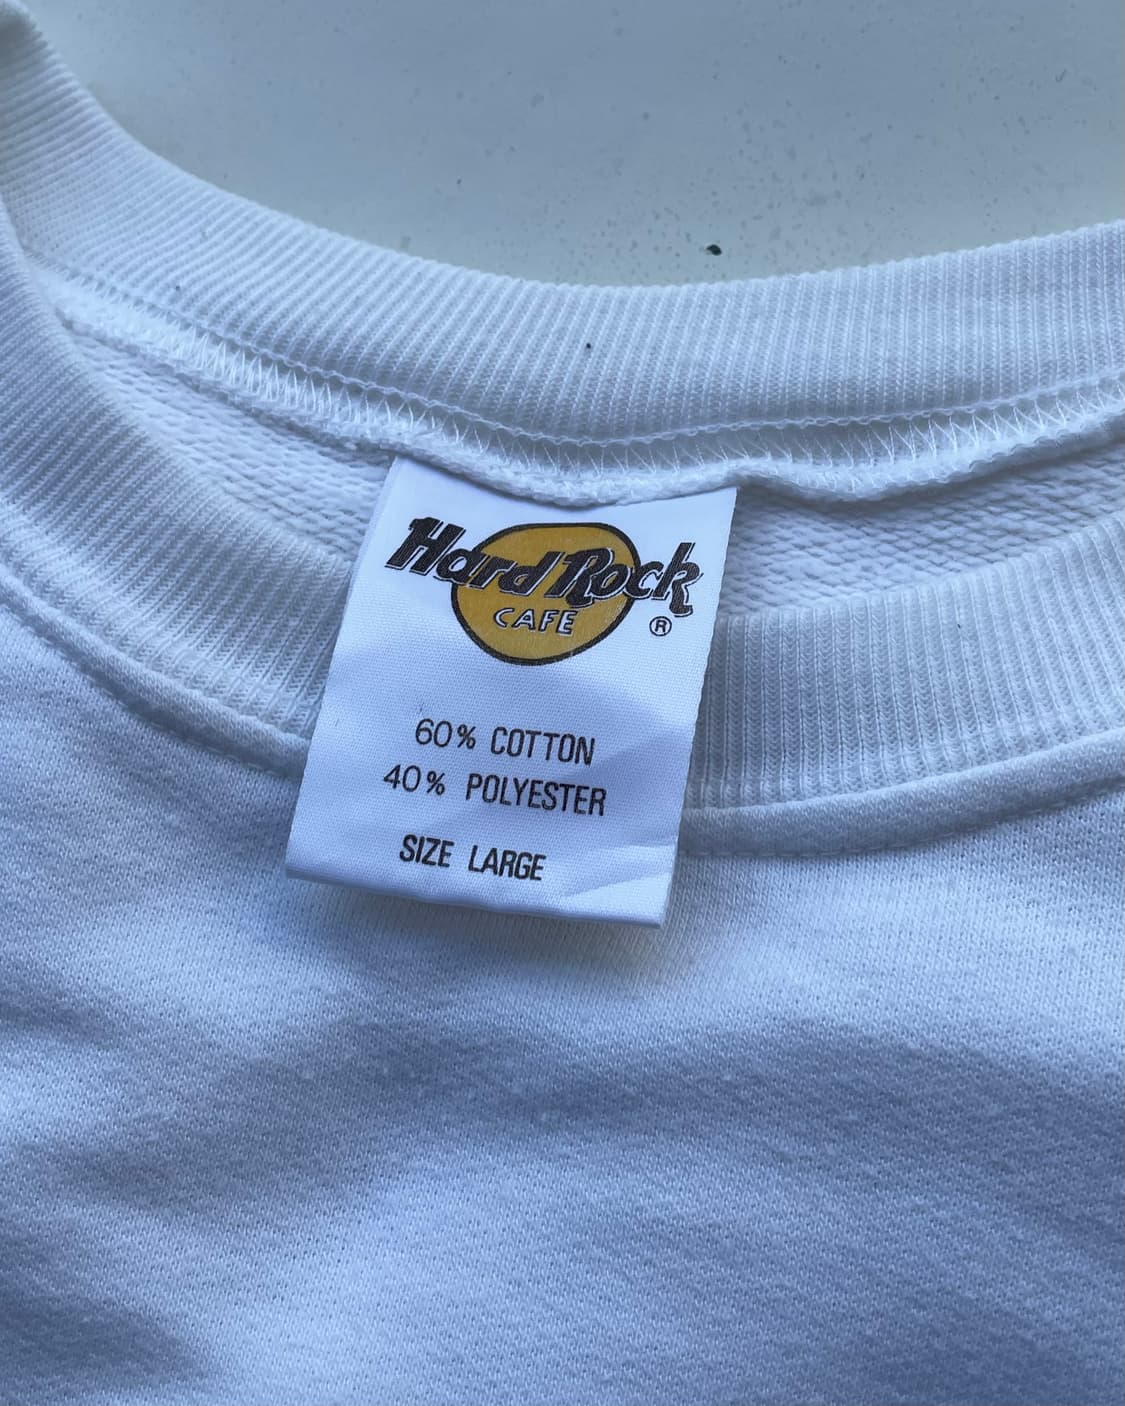 Hard Rock
CAFE
®
60% COTTON
40% POLYESTER
SIZE LARGE